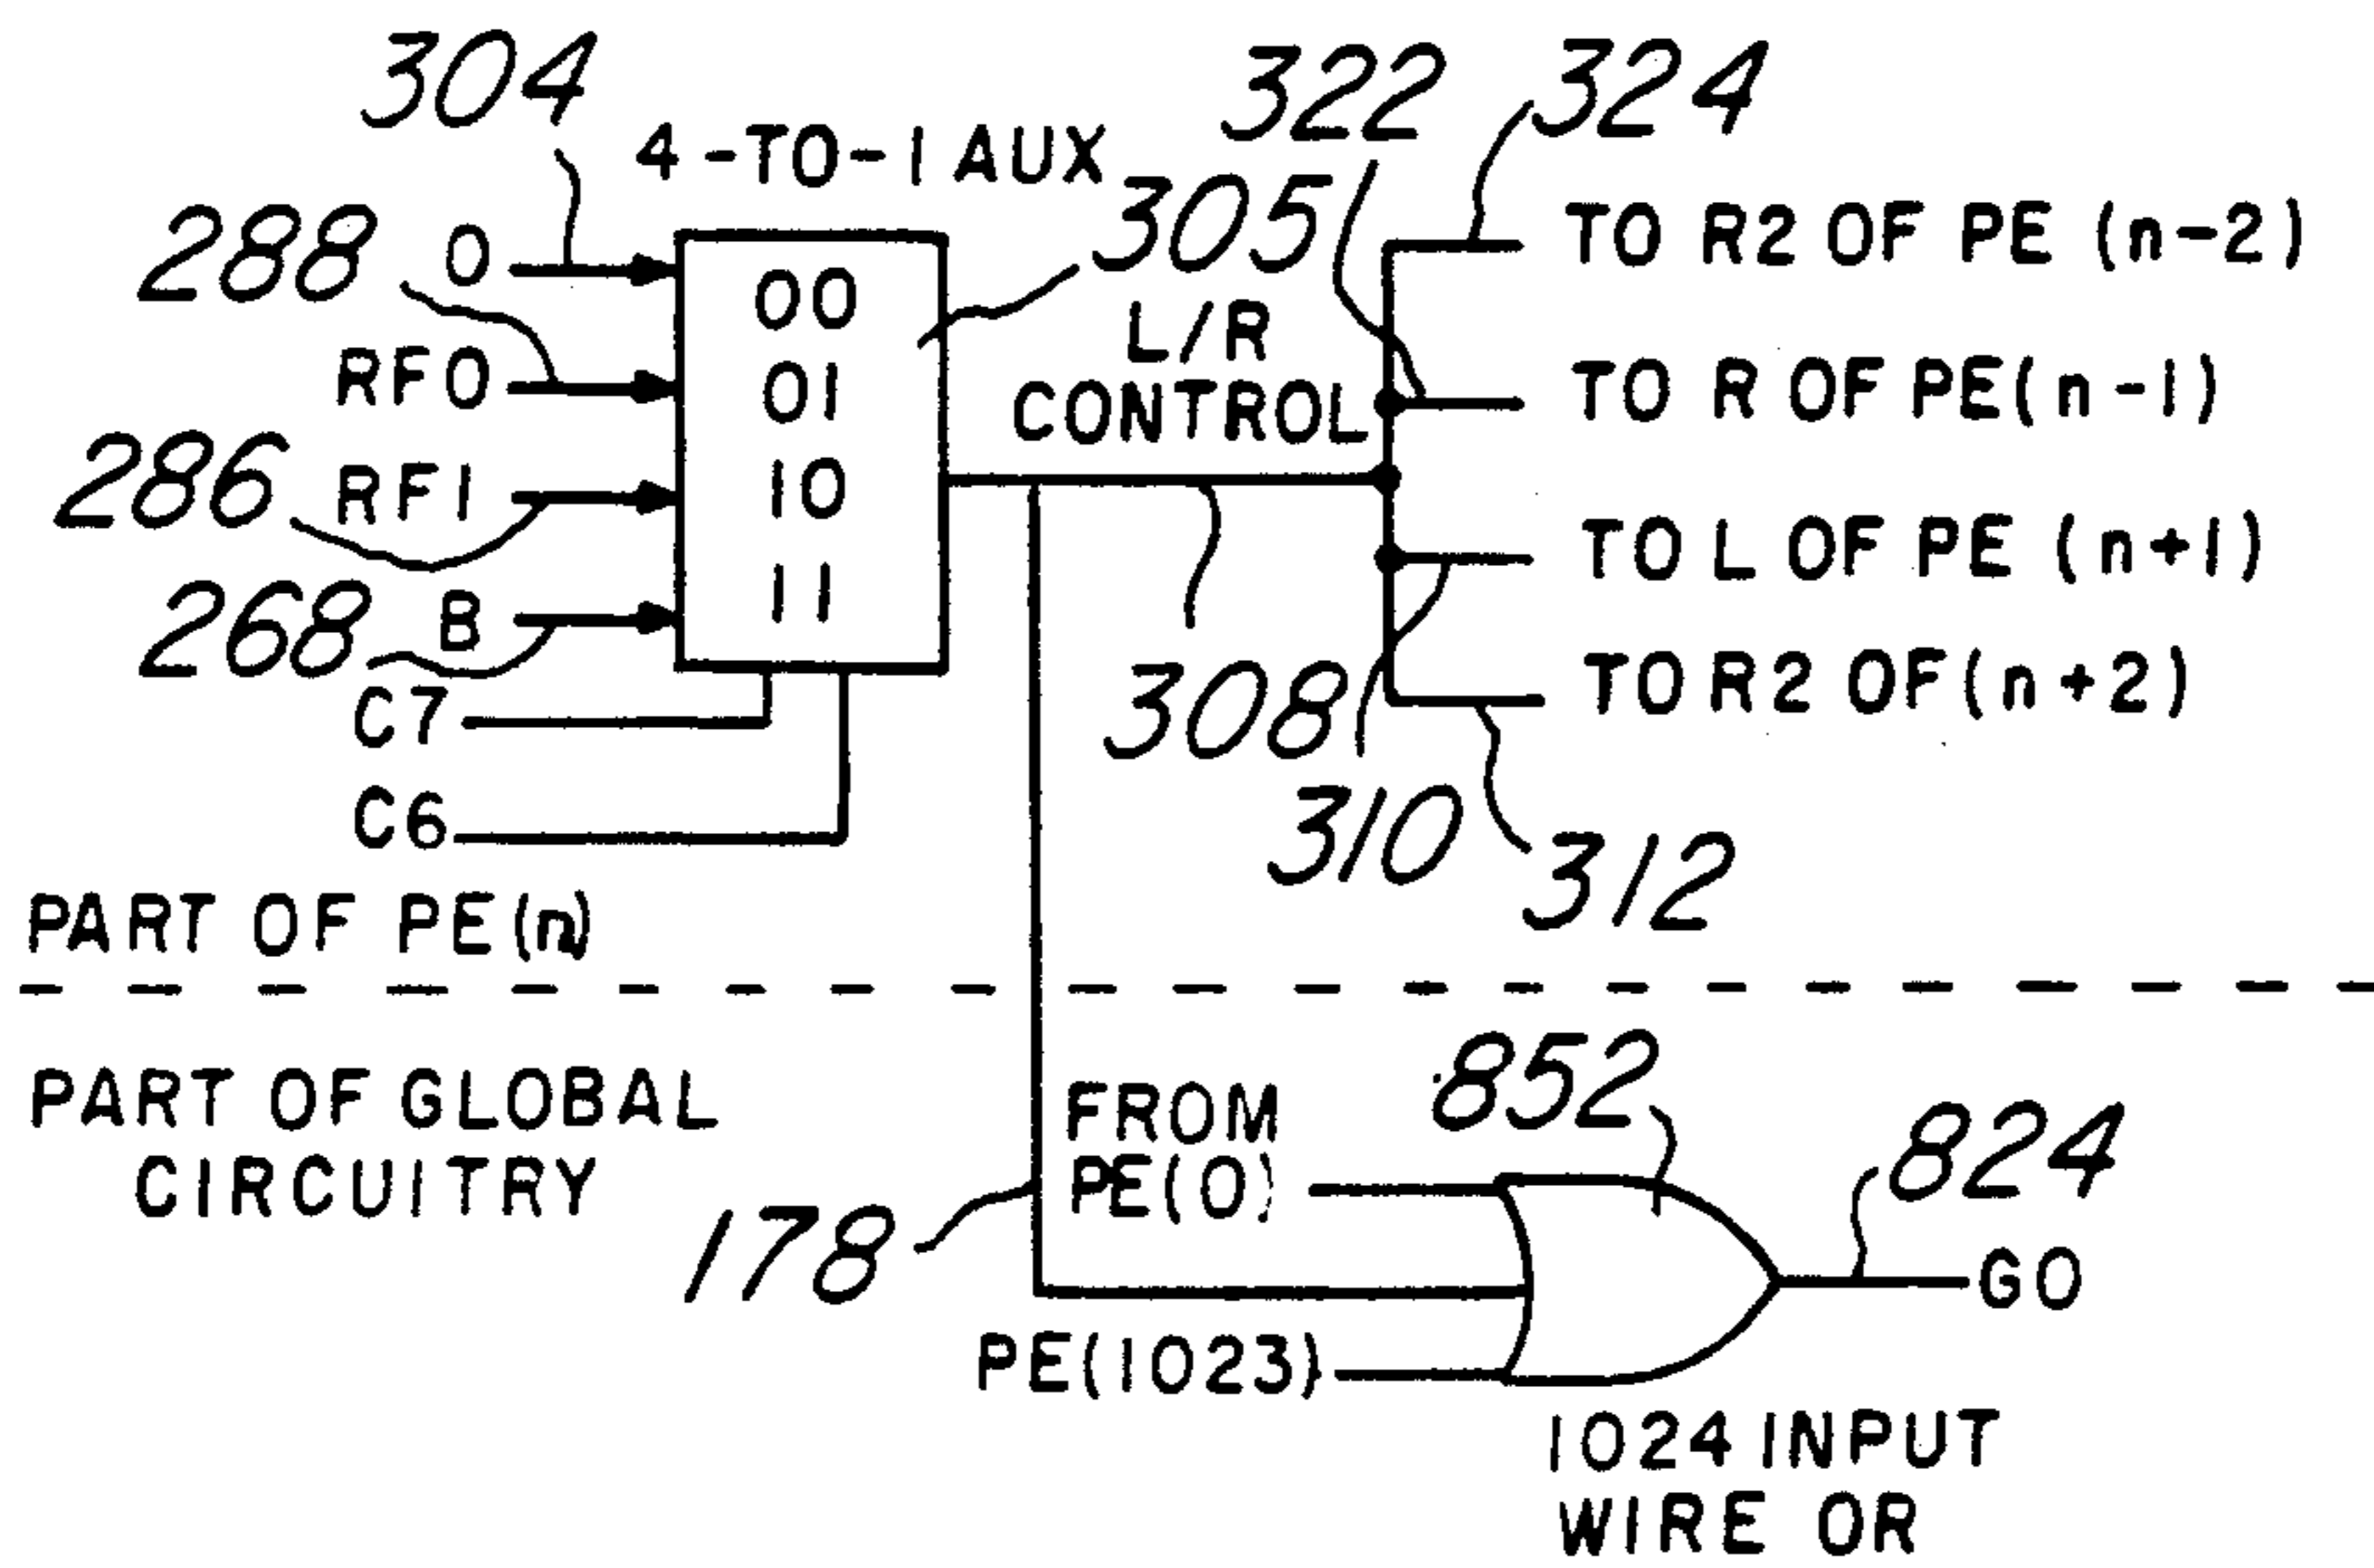 304
322
324
4-TO-1 AUX
305
288
0
TO R2 OF PE (n-2)
00
L/R
CONTROL
RF0
01
TO R OF PE(n-1)
286
RF1
10
TO L OF PE (n+1)
268
B
11
TO R2 OF(n+2)
C7
308
C6
310
312
PART OF PE(n)
PART OF GLOBAL
CIRCUITRY
FROM
PE(0)
852
824
178
GO
PE(1023)
1024 INPUT
WIRE OR